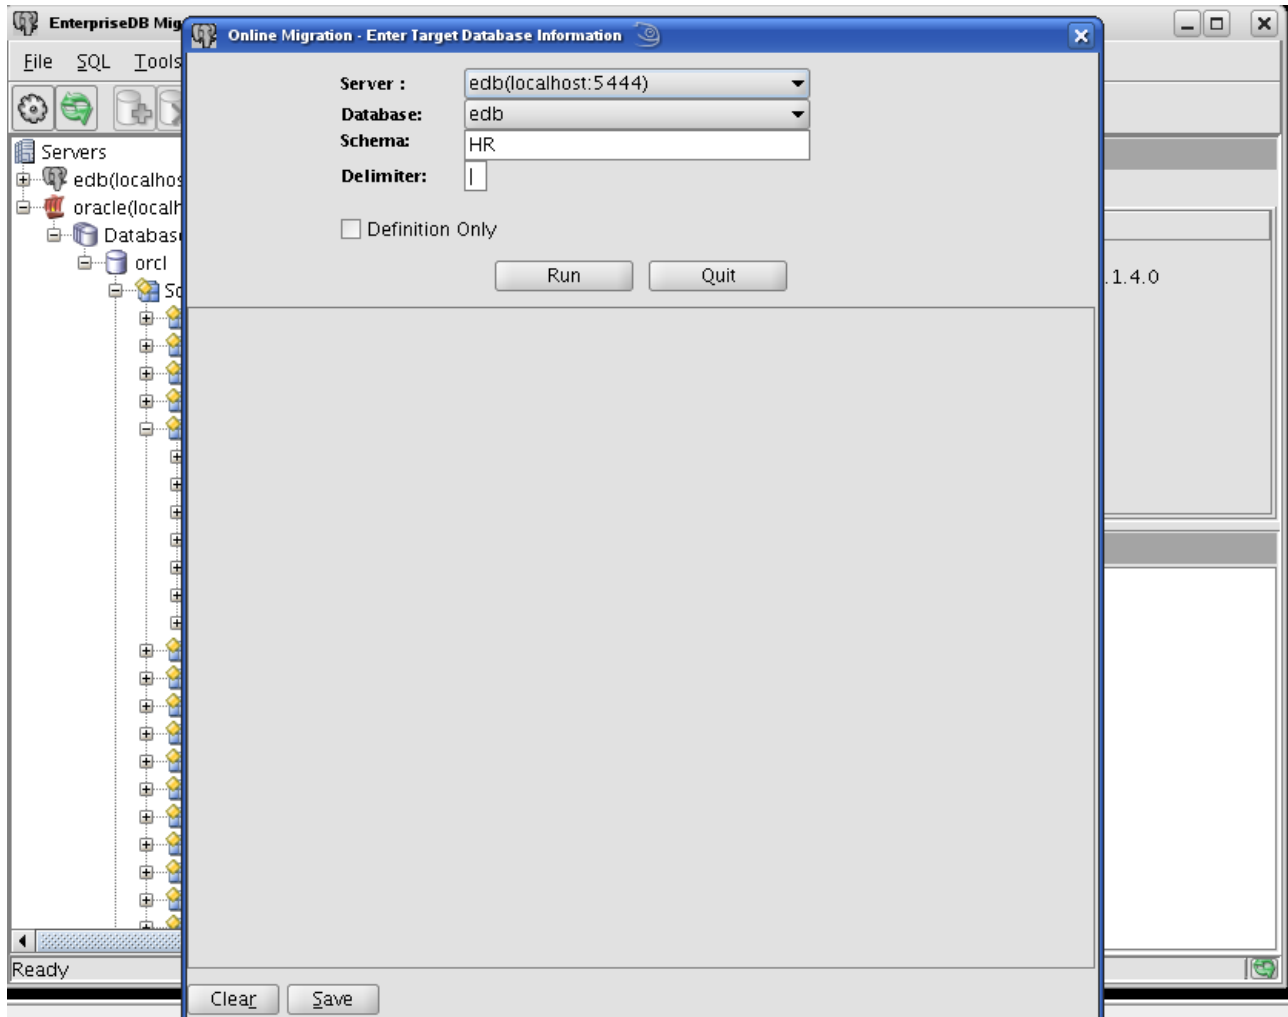 EnterpriseDB Mig
Online Migration - Enter Target Database Information
File SQL Tools
Server : edb(localhost:5444)
Database: edb
Schema: HR
Delimiter: |
Definition Only
Run Quit
Servers
edb(localhos
oracle(localh
Databas
orcl
Sc
.1.4.0
Ready
Clear Save